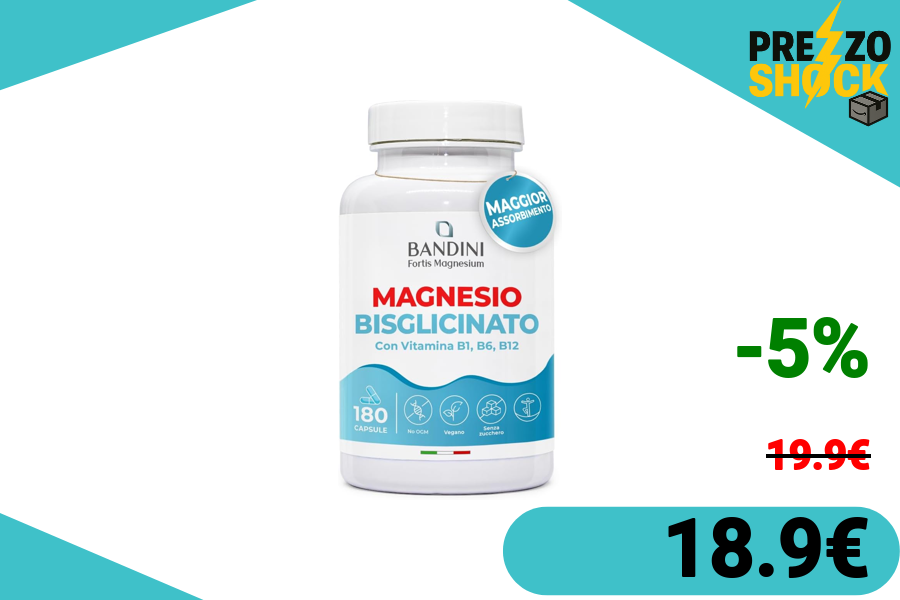 PREZZO
SHOCK
MAGGIOR
ASSORBIMENTO
BANDINI
Fortis Magnesium
MAGNESIO
BISGLICINATO
Con Vitamina B1, B6, B12
180
CAPSULE
No OGM
Vegano
Senza
zucchero
-5%
19.9€
18.9€